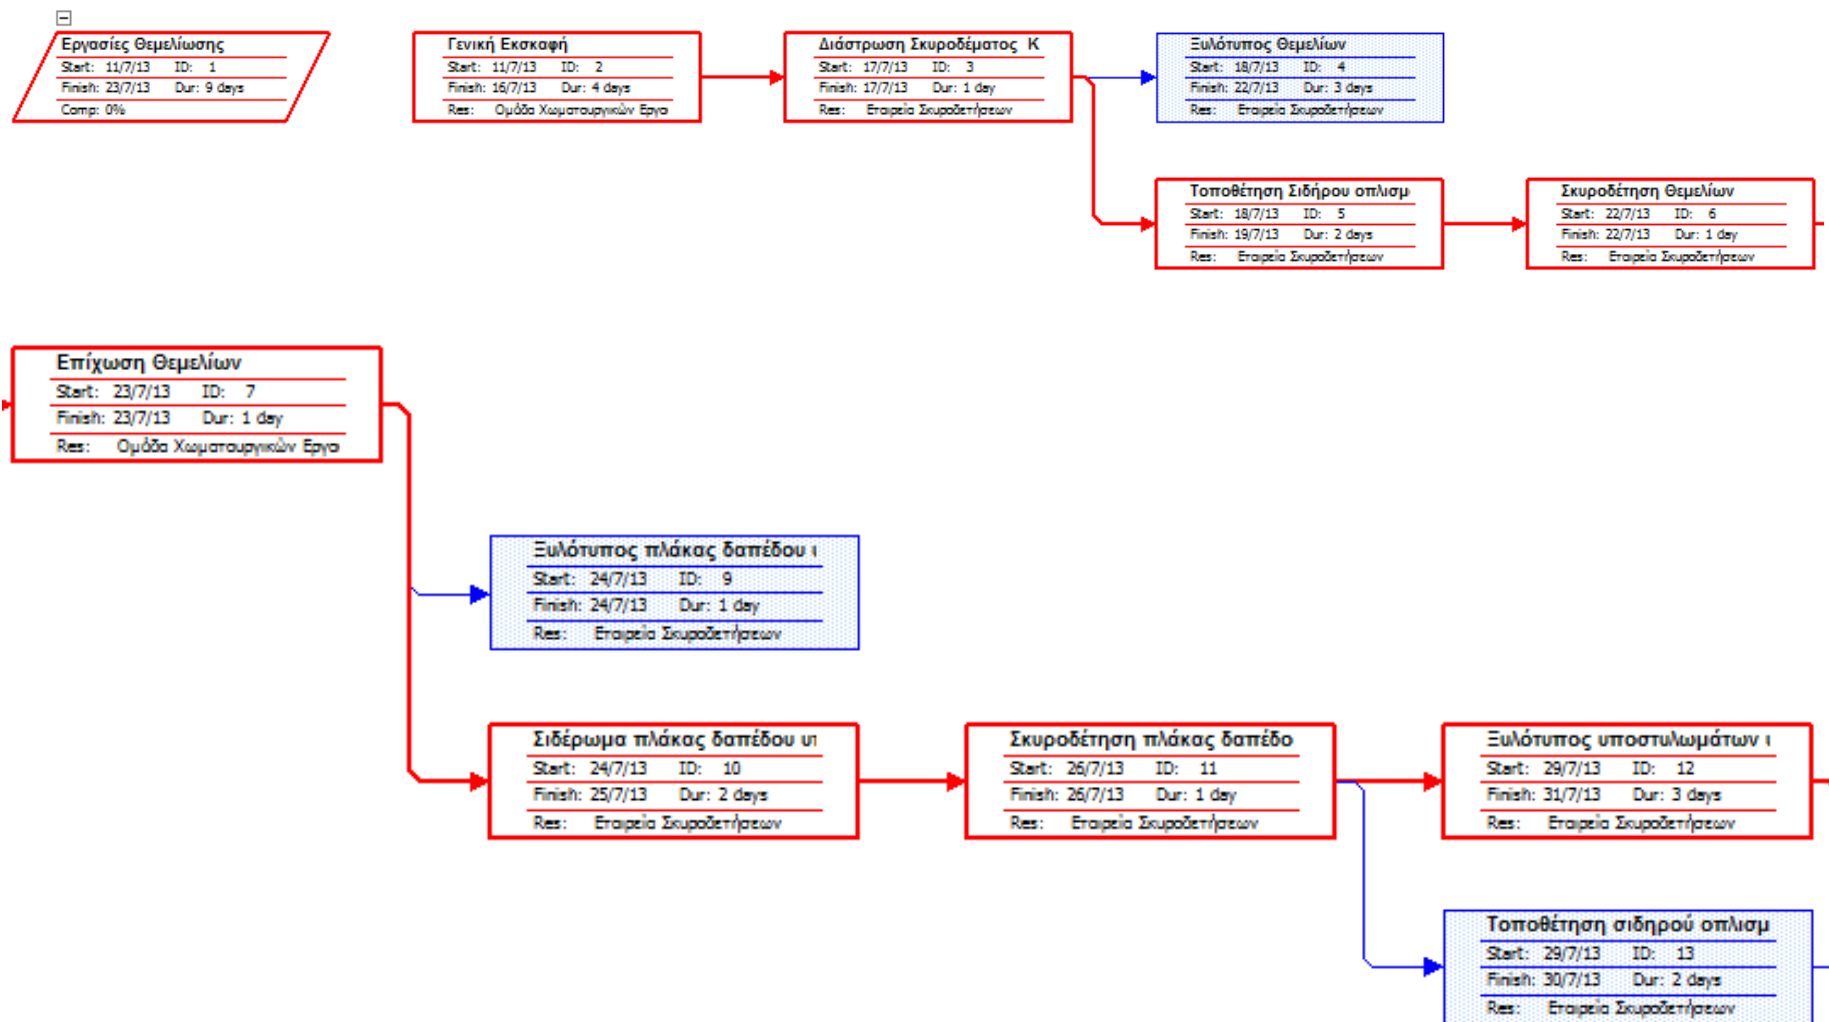 Εργασίες Θεμελίωσης
Start: 11/7/13 ID: 1
Finish: 23/7/13 Dur: 9 days
Comp: 0%
Γενική Εκσκαφή
Start: 11/7/13 ID: 2
Finish: 16/7/13 Dur: 4 days
Res: Ομάδα Χωματουργικών Εργο
Διάστρωση Σκυροδέματος Κ
Start: 17/7/13 ID: 3
Finish: 17/7/13 Dur: 1 day
Res: Εταιρεία Σκυροδετήσεων
Ξυλότυπος Θεμελίων
Start: 18/7/13 ID: 4
Finish: 22/7/13 Dur: 3 days
Res: Εταιρεία Σκυροδετήσεων
Τοποθέτηση Σιδήρου οπλισμ
Start: 18/7/13 ID: 5
Finish: 19/7/13 Dur: 2 days
Res: Εταιρεία Σκυροδετήσεων
Σκυροδέτηση Θεμελίων
Start: 22/7/13 ID: 6
Finish: 22/7/13 Dur: 1 day
Res: Εταιρεία Σκυροδετήσεων
Επίχωση Θεμελίων
Start: 23/7/13 ID: 7
Finish: 23/7/13 Dur: 1 day
Res: Ομάδα Χωματουργικών Εργο
Ξυλότυπος πλάκας δαπέδου
Start: 24/7/13 ID: 9
Finish: 24/7/13 Dur: 1 day
Res: Εταιρεία Σκυροδετήσεων
Σιδέρωμα πλάκας δαπέδου υπ
Start: 24/7/13 ID: 10
Finish: 25/7/13 Dur: 2 days
Res: Εταιρεία Σκυροδετήσεων
Σκυροδέτηση πλάκας δαπέδο
Start: 26/7/13 ID: 11
Finish: 26/7/13 Dur: 1 day
Res: Εταιρεία Σκυροδετήσεων
Ξυλότυπος υποστυλωμάτων
Start: 29/7/13 ID: 12
Finish: 31/7/13 Dur: 3 days
Res: Εταιρεία Σκυροδετήσεων
Τοποθέτηση σιδηρού οπλισμ
Start: 29/7/13 ID: 13
Finish: 30/7/13 Dur: 2 days
Res: Εταιρεία Σκυροδετήσεων